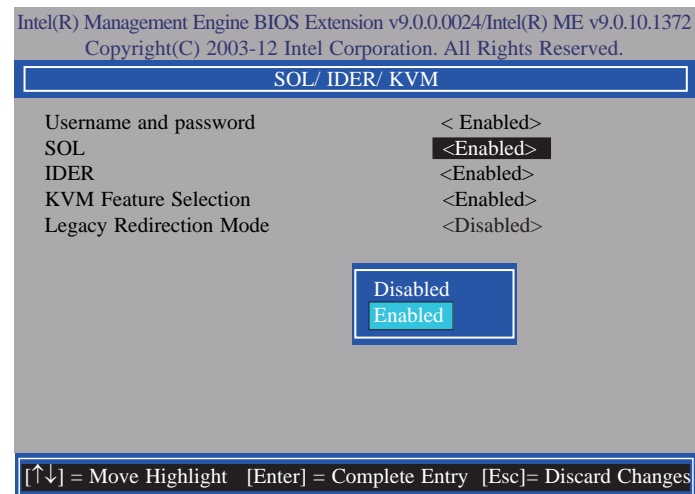 Intel(R) Management Engine BIOS Extension v9.0.0.0024/Intel(R) ME v9.0.10.1372
Copyright(C) 2003-12 Intel Corporation. All Rights Reserved.
SOL/ IDER/ KVM
Username and password < Enabled>
SOL <Enabled>
IDER <Enabled>
KVM Feature Selection <Enabled>
Legacy Redirection Mode <Disabled>
Disabled
Enabled
[↑↓] = Move Highlight [Enter] = Complete Entry [Esc]= Discard Changes